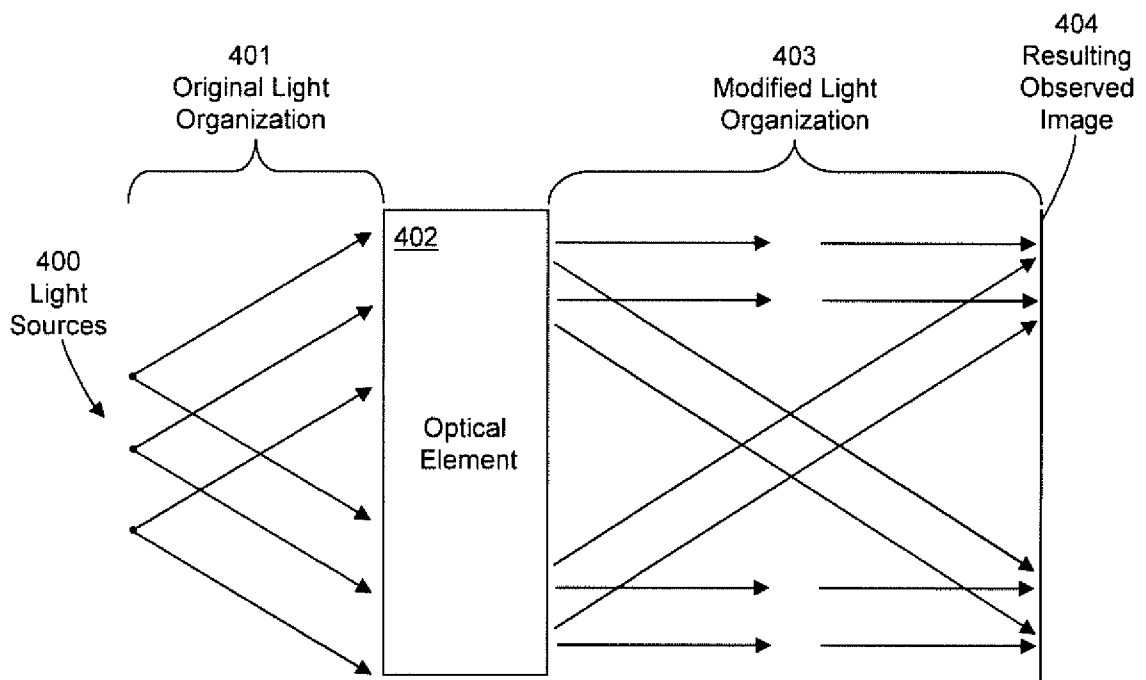 401
Original Light
Organization
403
Modified Light
Organization
404
Resulting
Observed
Image
400
Light
Sources
402
Optical
Element